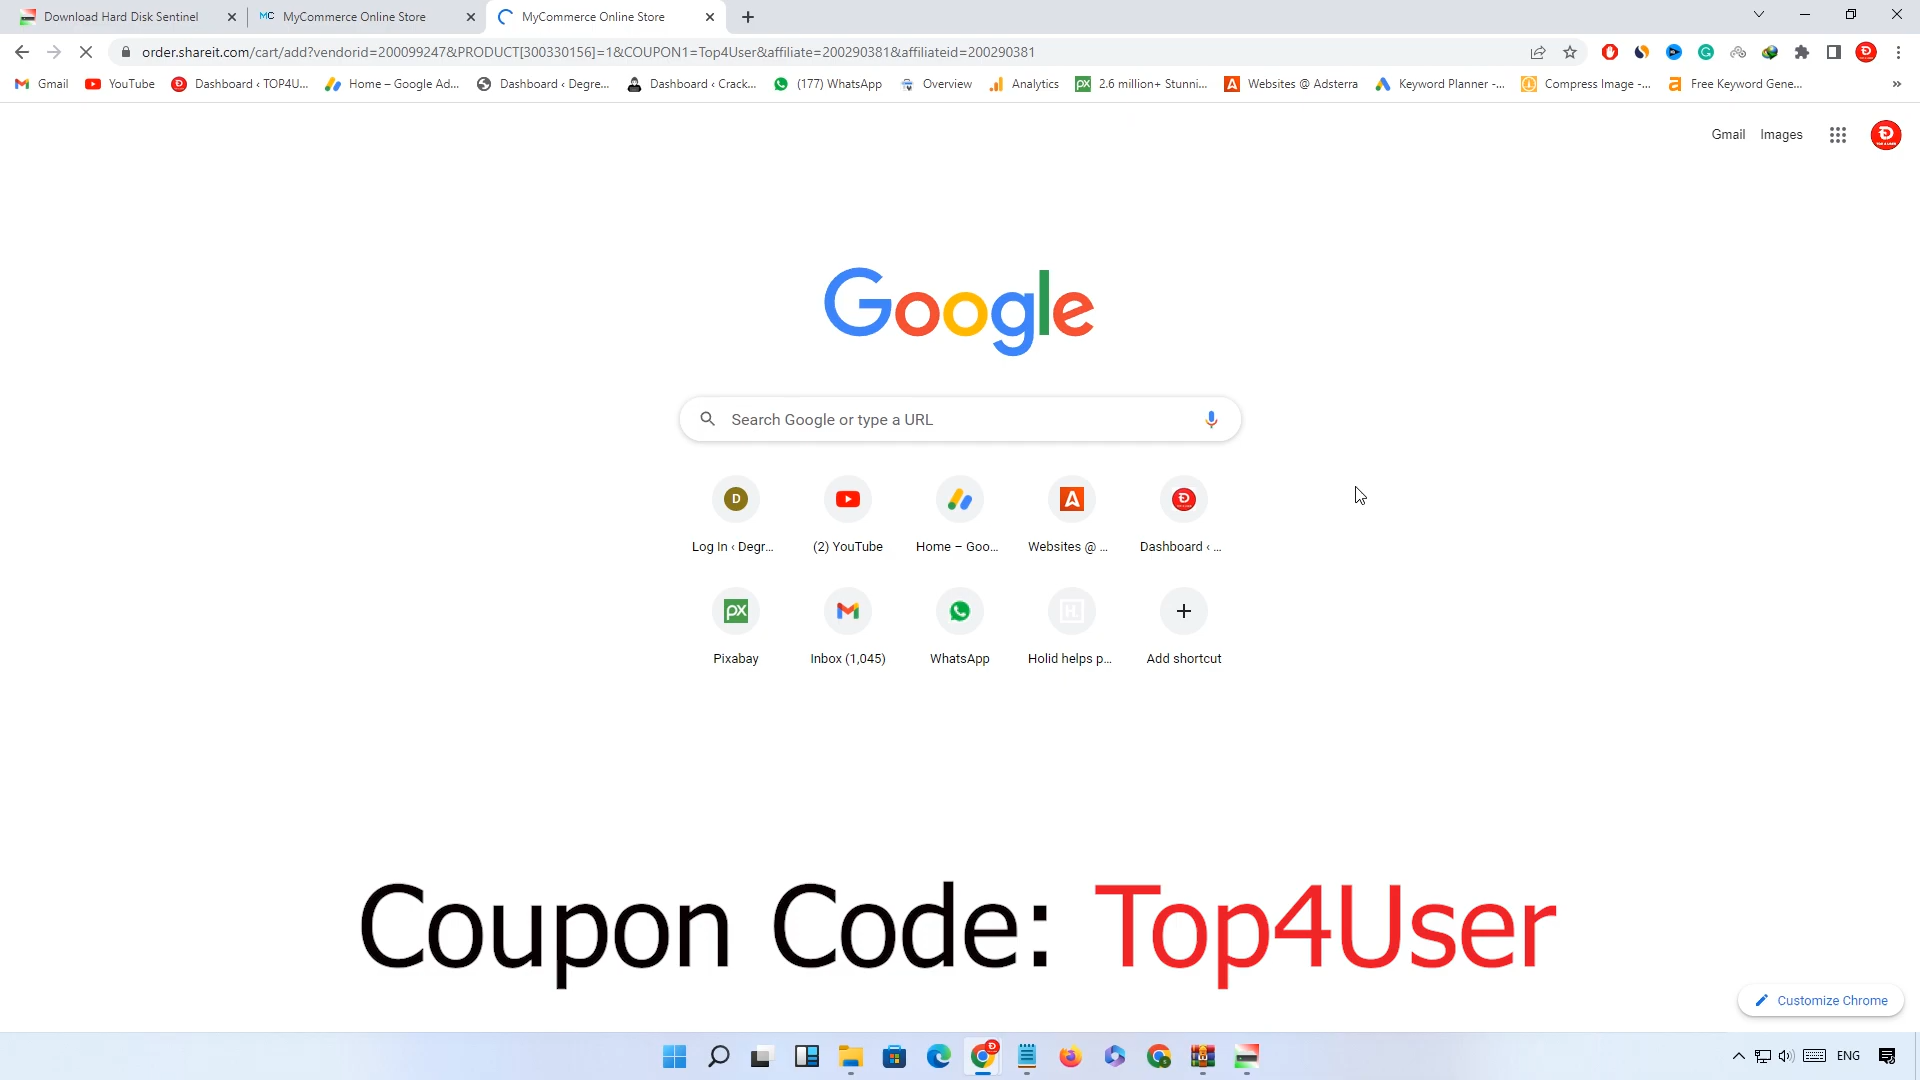 Download Hard Disk Sentinel
MC MyCommerce Online Store
MyCommerce Online Store
order.shareit.com/cart/add?vendorid=200099247&PRODUCT[300330156]=1&COUPON1=Top4User&affiliate=200290381&affiliateid=200290381
Gmail YouTube Dashboard ‹ TOP4U... Home – Google Ad... Dashboard ‹ Degre... Dashboard ‹ Crack... (177) WhatsApp Overview Analytics px 2.6 million+ Stunni... Websites @ Adsterra Keyword Planner -... Compress Image -... Free Keyword Gene... »
Gmail Images
Google
Search Google or type a URL
D
Log In ‹ Degr... (2) YouTube Home – Goo... Websites @ ... Dashboard ‹ ...
px H.
Pixabay Inbox (1,045) WhatsApp Holid helps p... Add shortcut
Coupon Code: Top4User
Customize Chrome
ENG